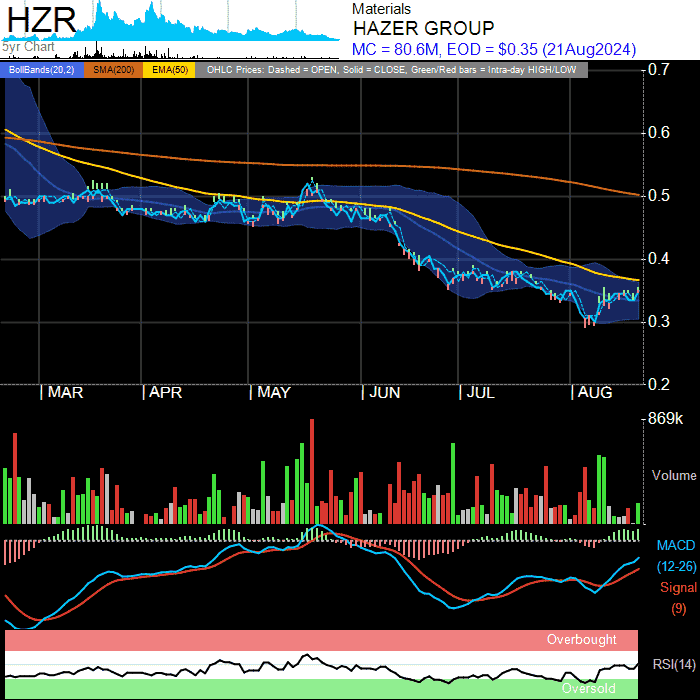 HZR
5yr Chart
Materials
HAZER GROUP
MC = 80.6M, EOD = $0.35 (21Aug2024)
BollBands(20,2) SMA(200) EMA(50) OHLC Prices: Dashed = OPEN, Solid = CLOSE, Green/Red bars = Intra-day HIGH/LOW
0.7
0.6
0.5
0.4
0.3
0.2
MAR APR MAY JUN JUL AUG
869k
Volume
MACD
(12-26)
Signal
(9)
Overbought
RSI(14)
Oversold